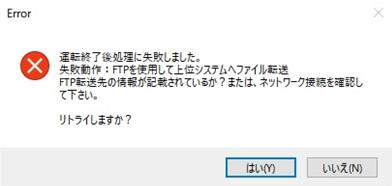 Error
運転終了後処理に失敗しました。
失敗動作：FTPを使用して上位システムへファイル転送
FTP転送先の情報が記載されているか？または、ネットワーク接続を確認し
て下さい。
リトライしますか？
はい(Y)
いいえ(N)